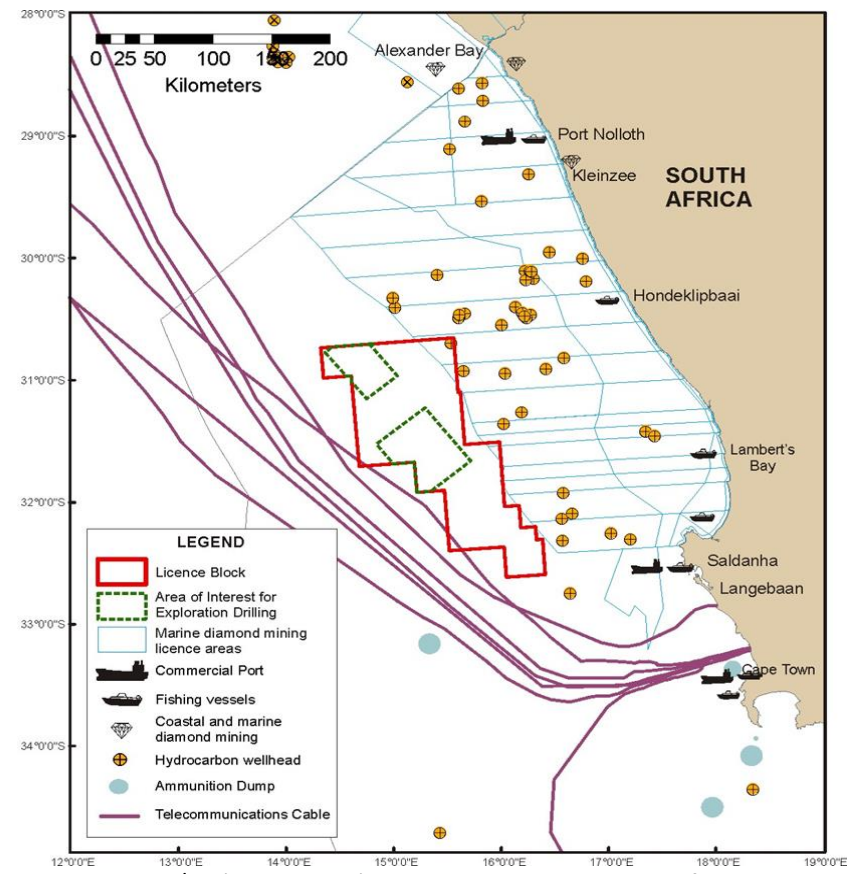 28°0'0"S
29°0'0"S
30°0'0"S
31°0'0"S
32°0'0"S
33°0'0"S
34°0'0"S
0 25 50 100 150 200
Kilometers
Alexander Bay
Port Nolloth
Kleinzee
SOUTH
AFRICA
Hondeklipbaai
Lambert's
Bay
Saldanha
Langebaan
Cape Town
LEGEND
Licence Block
Area of Interest for
Exploration Drilling
Marine diamond mining
licence areas
Commercial Port
Fishing vessels
Coastal and marine
diamond mining
Hydrocarbon wellhead
Ammunition Dump
Telecommunications Cable
12°0'0"E 13°0'0"E 14°0'0"E 15°0'0"E 16°0'0"E 17°0'0"E 18°0'0"E 19°0'0"E